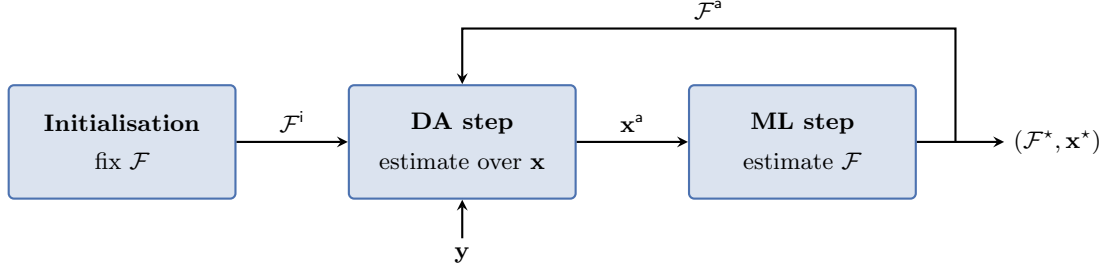 𝓕ᵃ
Initialisation
fix 𝓕
𝓕ⁱ
DA step
estimate over 𝐱
𝐱ᵃ
ML step
estimate 𝓕
(𝓕⋆, 𝐱⋆)
𝐲